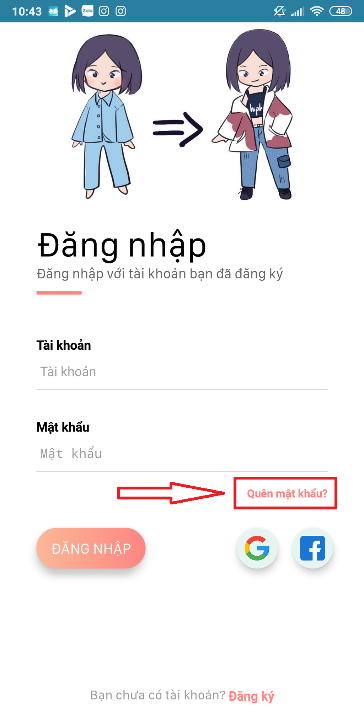 10:43
Zalo
48
Đăng nhập
Đăng nhập với tài khoản bạn đã đăng ký
Tài khoản
Tài khoản
Mật khẩu
Mật khẩu
Quên mật khẩu?
ĐĂNG NHẬP
Bạn chưa có tài khoản? Đăng ký